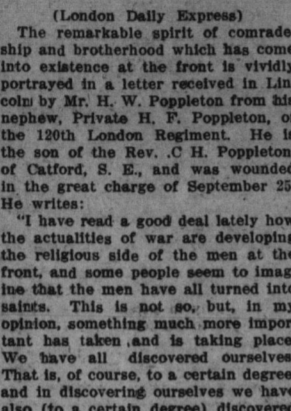 (London Daily Express)
The remarkable spirit of comrade
ship and brotherhood which has com
into existence at the front is vividly
portrayed in a letter received in Lin
coln by Mr. H. W. Poppleton from his
nephew, Private H. F. Poppleton, o
the 120th London Regiment. He i
the son of the Rev. .C H. Poppleton
of Catford, S. E., and was wounded
in the great charge of September 25
He writes:
"I have read a good deal lately how
the actualities of war are developing
the religious side of the men at the
front, and some people seem to imag
ine that the men have all turned into
saints. This is not so, but, in my
opinion, something much more impor
tant has taken ,and is taking place
We have all discovered ourselves
That is, of course, to a certain degree
and in discovering ourselves we have
also (to a certain degree) discovered